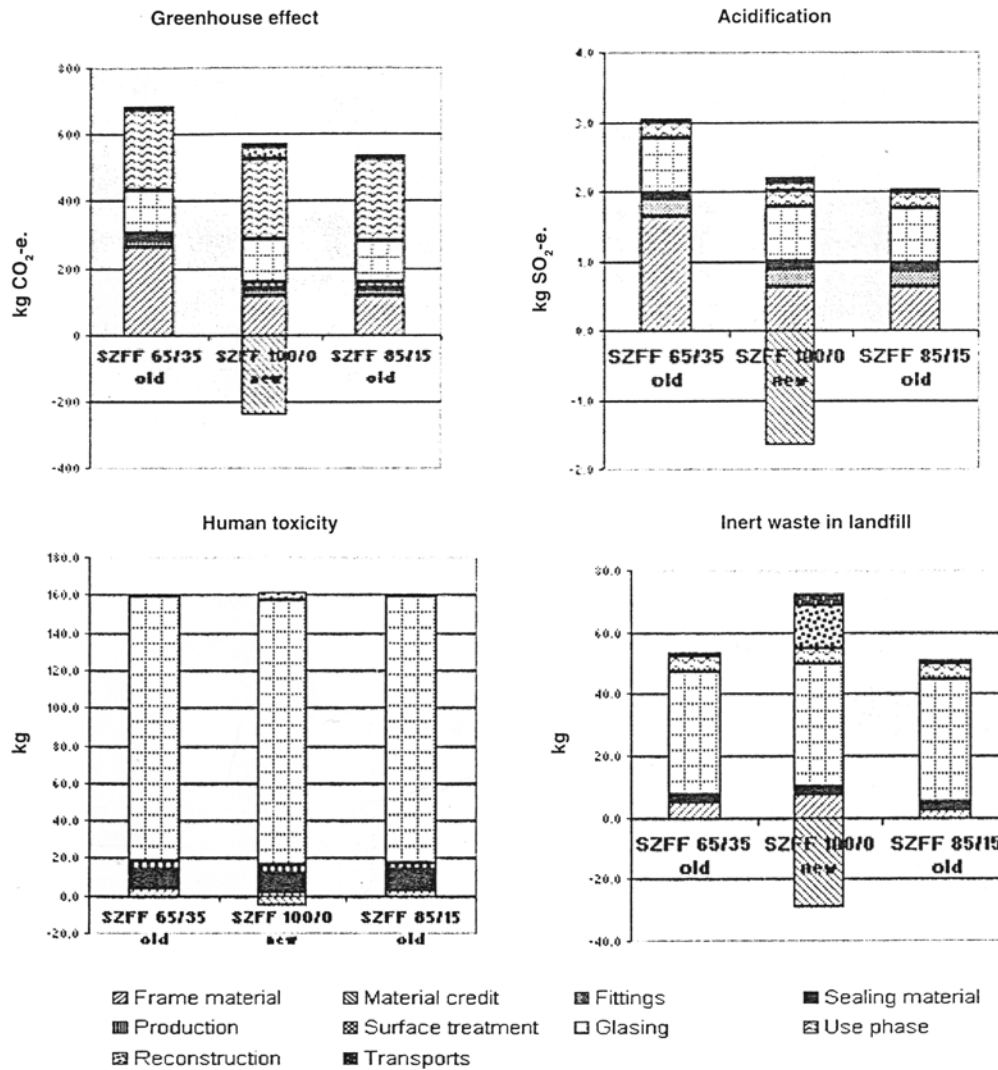 Greenhouse effect
800
600
400
200
0
-200
-400
kg CO₂-e.
SZFF 65/35 SZFF 100/0 SZFF 85/15
old new old
Acidification
4.0
3.0
2.0
1.0
0.0
-1.0
-2.0
kg SO₂-e.
SZFF 65/35 SZFF 100/0 SZFF 85/15
old new old
Human toxicity
180.0
160.0
140.0
120.0
100.0
80.0
60.0
40.0
20.0
0.0
-20.0
kg
SZFF 65/35 SZFF 100/0 SZFF 85/15
old new old
Inert waste in landfill
80.0
60.0
40.0
20.0
0.0
-20.0
-40.0
kg
SZFF 65/35 SZFF 100/0 SZFF 85/15
old new old
Frame material Material credit Fittings Sealing material
Production Surface treatment Glasing Use phase
Reconstruction Transports